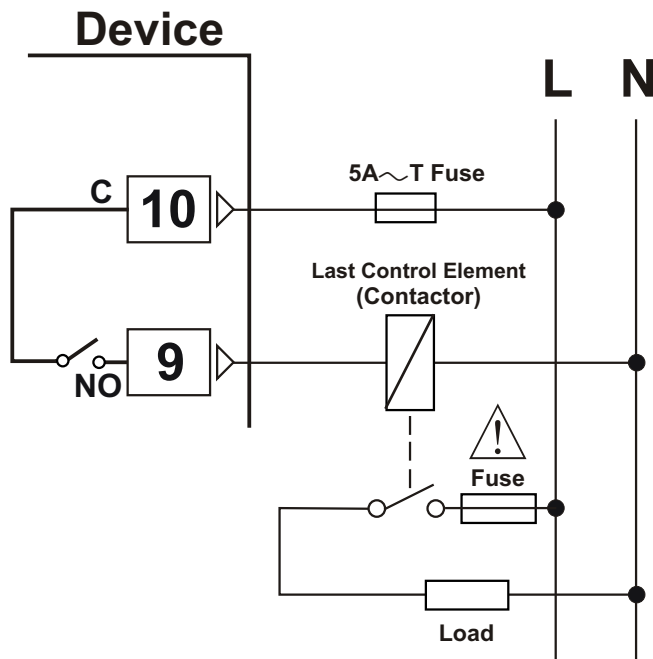 Device
L N
C
10
5A~T Fuse
Last Control Element
(Contactor)
NO
9
!
Fuse
Load